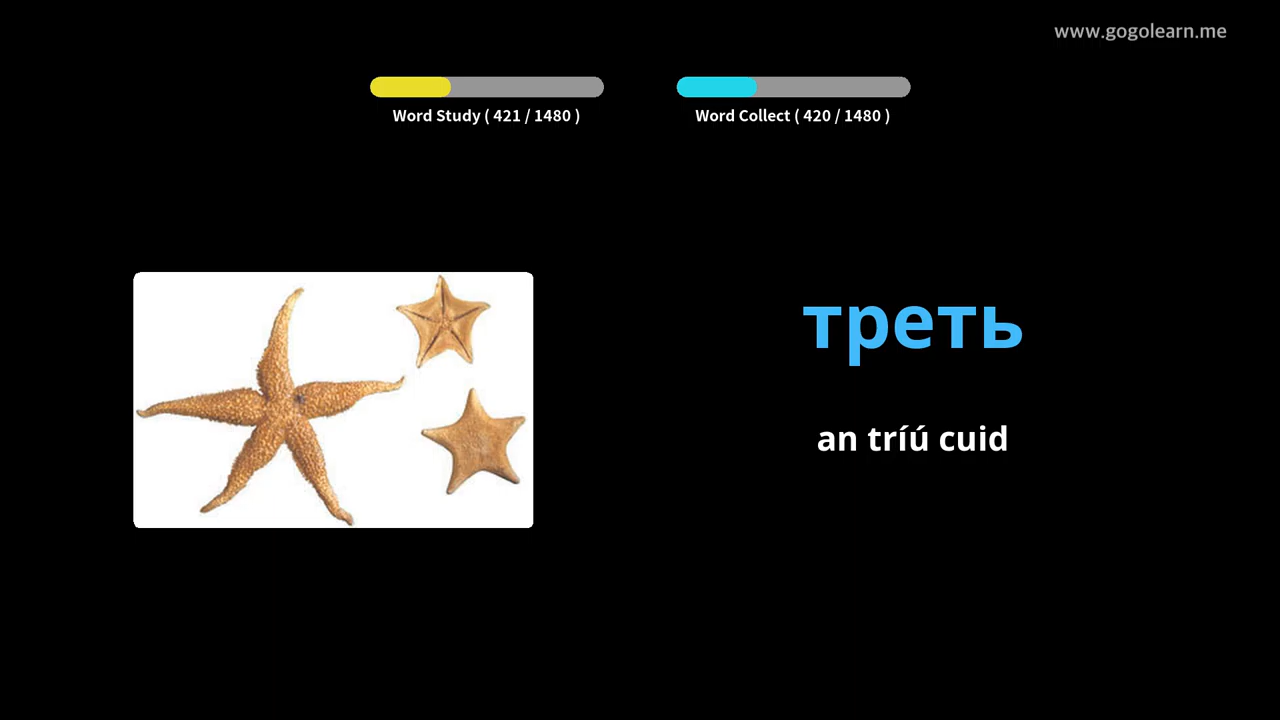 www.gogolearn.me
Word Study ( 421 / 1480 )
Word Collect ( 420 / 1480 )
треть
an tríú cuid